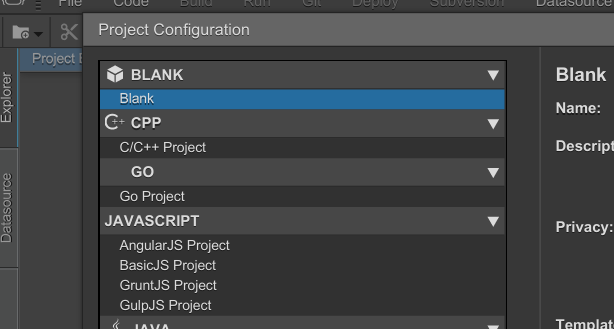 File Code Build Run Git Deploy Subversion Datasource
Project Configuration
Project E
Explorer
Datasource
BLANK
Blank
CPP
C/C++ Project
GO
Go Project
JAVASCRIPT
AngularJS Project
BasicJS Project
GruntJS Project
GulpJS Project
JAVA
Blank
Name:
Descript
Privacy:
Templat